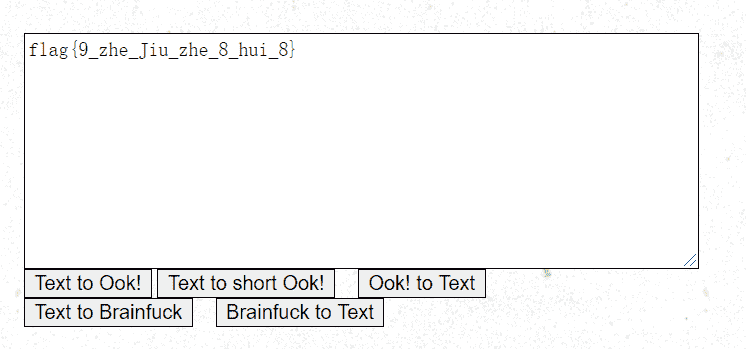 flag{9_zhe_Jiu_zhe_8_hui_8}
Text to Ook! Text to short Ook! Ook! to Text
Text to Brainfuck Brainfuck to Text